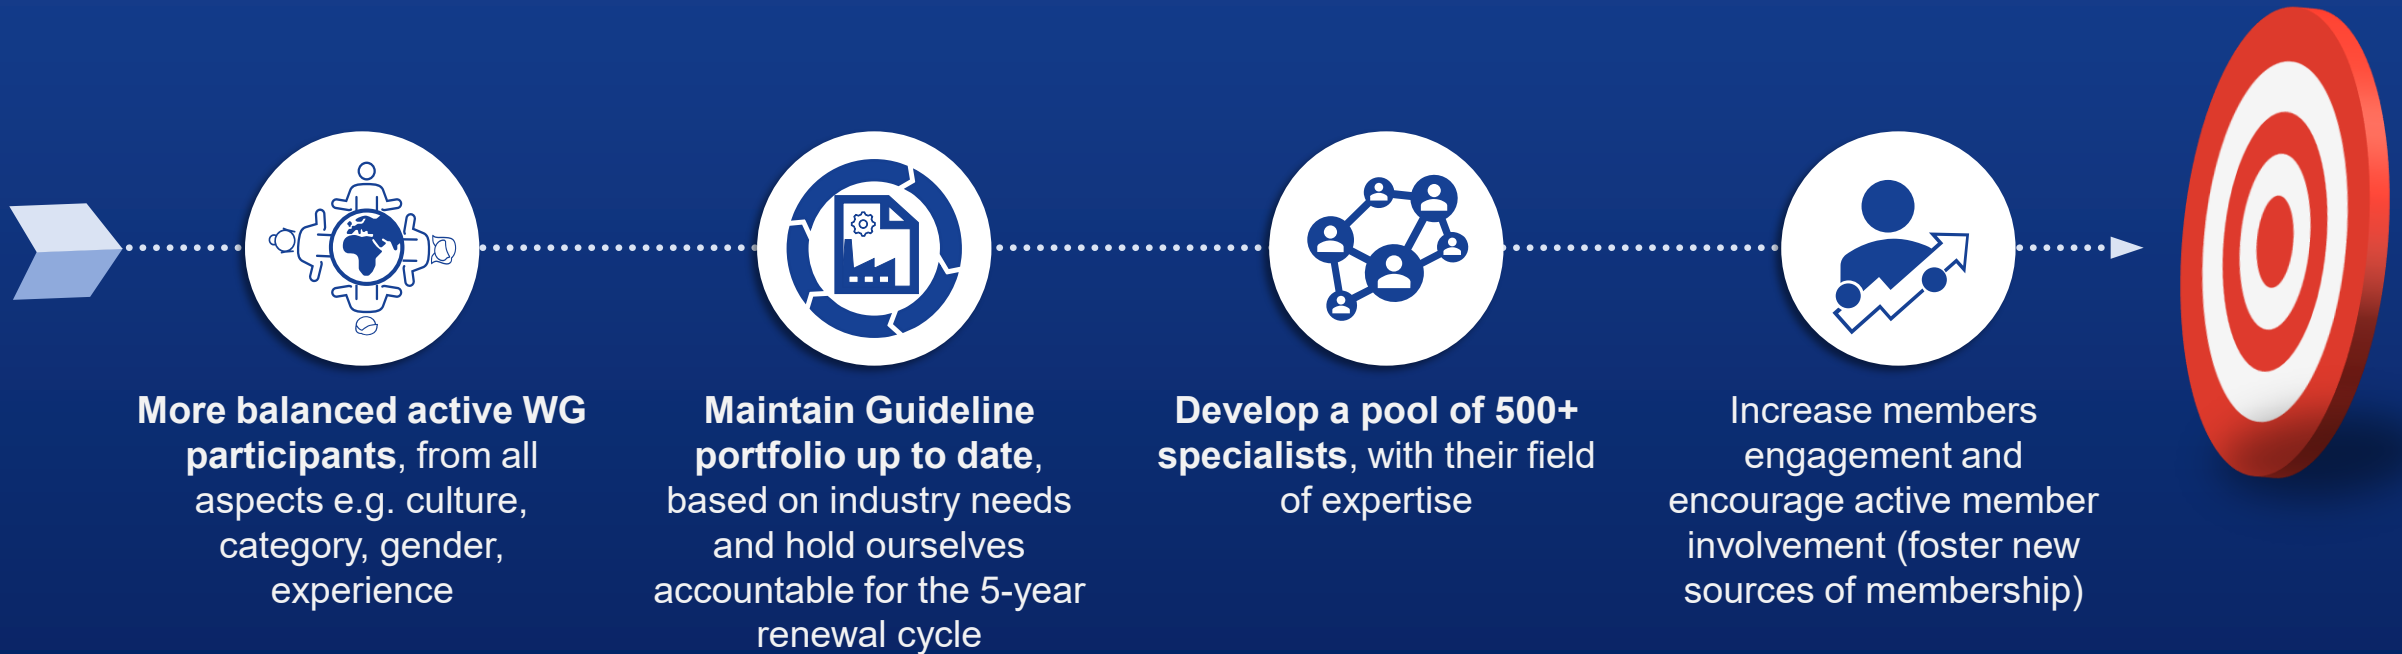 More balanced active WG
participants, from all
aspects e.g. culture,
category, gender,
experience
Maintain Guideline
portfolio up to date,
based on industry needs
and hold ourselves
accountable for the 5-year
renewal cycle
Develop a pool of 500+
specialists, with their field
of expertise
Increase members
engagement and
encourage active member
involvement (foster new
sources of membership)